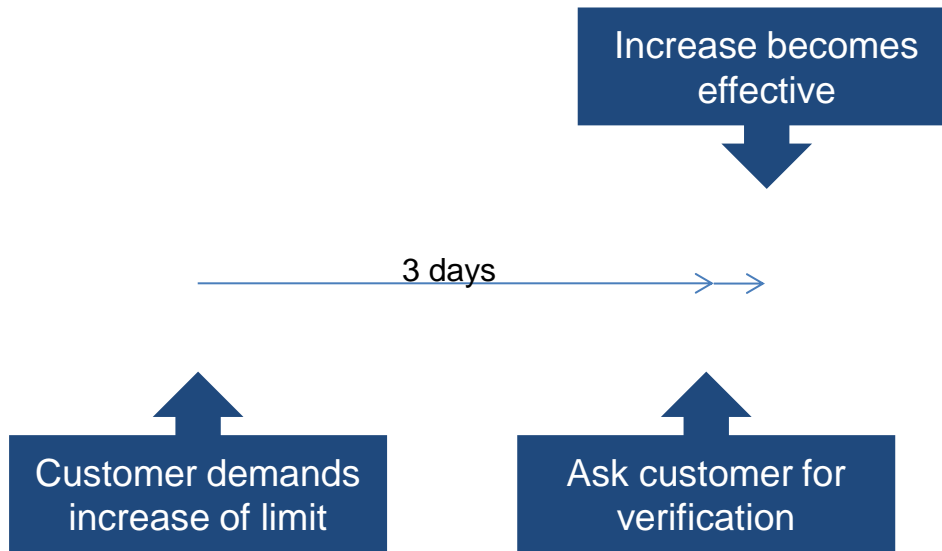 Increase becomes
effective
3 days
Customer demands
increase of limit
Ask customer for
verification